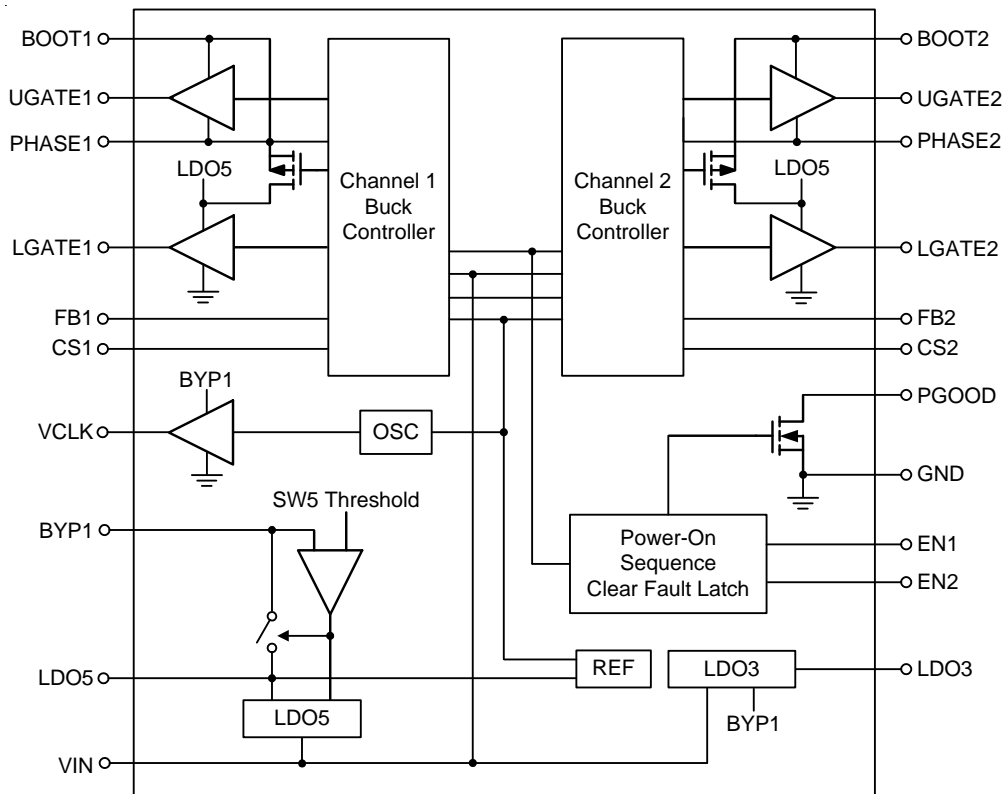 BOOT1
BOOT2
UGATE1
UGATE2
PHASE1
PHASE2
LDO5
LDO5
Channel 1
Buck
Controller
Channel 2
Buck
Controller
LGATE1
LGATE2
FB1
FB2
CS1
CS2
BYP1
PGOOD
VCLK
OSC
GND
SW5 Threshold
BYP1
Power-On
Sequence
Clear Fault Latch
EN1
EN2
LDO5
REF
LDO3
LDO3
LDO5
BYP1
VIN